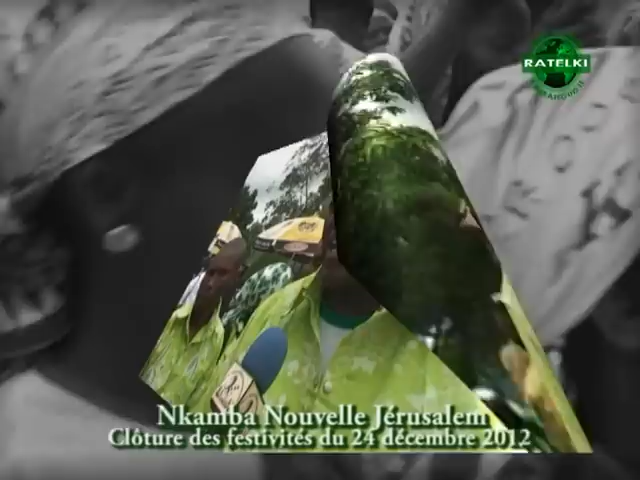 RATELKI
Nkamba Nouvelle Jérusalem
Clôture des festivités du 24 décembre 2012